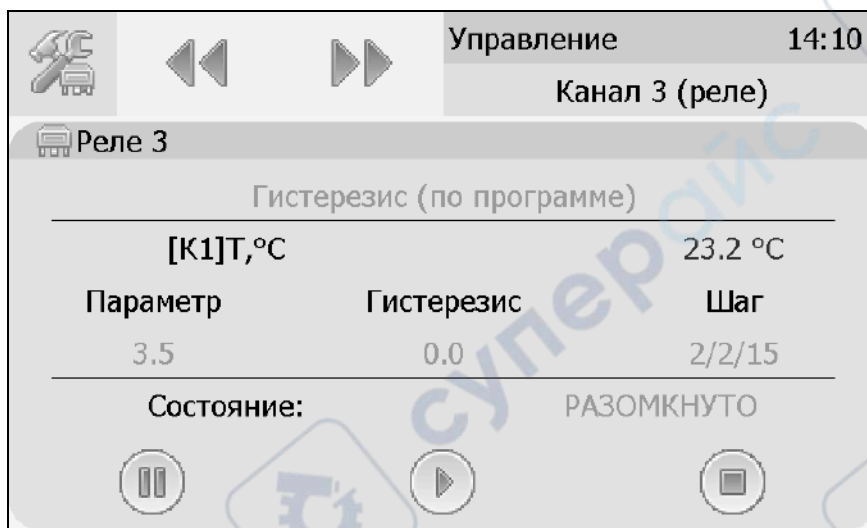 Управление 14:10
Канал 3 (реле)
Реле 3
Гистерезис (по программе)
[К1]Т,°С 23.2 °С
Параметр Гистерезис Шаг
3.5 0.0 2/2/15
Состояние: РАЗОМКНУТО
суперайс